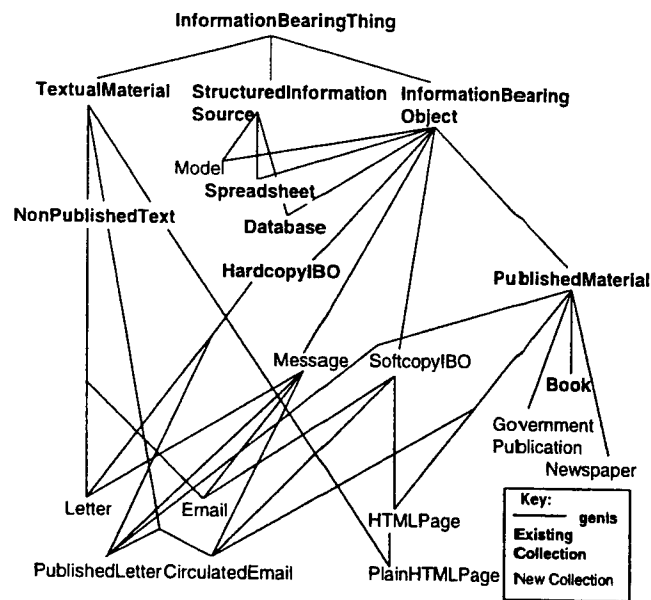 InformationBearingThing
TextualMaterial
StructuredInformation
Source
InformationBearing
Object
Model
Spreadsheet
NonPublishedText
Database
HardcopyIBO
PublishedMaterial
Message
SoftcopyIBO
Book
Government
Publication
Newspaper
Letter
Email
HTMLPage
PublishedLetter
CirculatedEmail
PlainHTMLPage
Key:
genls
Existing
Collection
New Collection